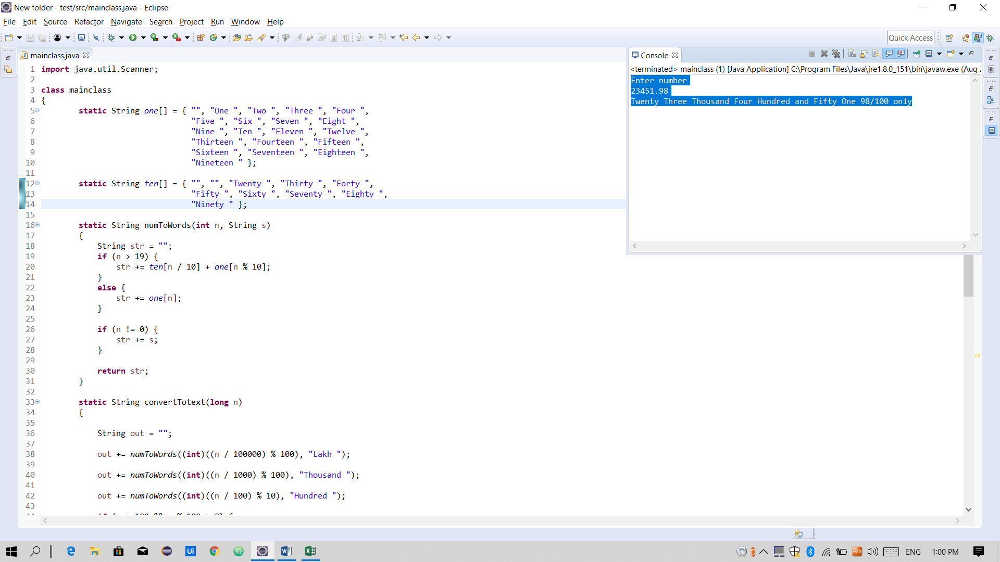 New folder - test/src/mainclass.java - Eclipse
File Edit Source Refactor Navigate Search Project Run Window Help
Quick Access
mainclass.java
1 import java.util.Scanner;
2
3 class mainclass
4 {
5 static String one[] = { "", "One ", "Two ", "Three ", "Four ",
6 "Five ", "Six ", "Seven ", "Eight ",
7 "Nine ", "Ten ", "Eleven ", "Twelve ",
8 "Thirteen ", "Fourteen ", "Fifteen ",
9 "Sixteen ", "Seventeen ", "Eighteen ",
10 "Nineteen " };
11
12 static String ten[] = { "", "", "Twenty ", "Thirty ", "Forty ",
13 "Fifty ", "Sixty ", "Seventy ", "Eighty ",
14 "Ninety " };
15
16 static String numToWords(int n, String s)
17 {
18 String str = "";
19 if (n > 19) {
20 str += ten[n / 10] + one[n % 10];
21 }
22 else {
23 str += one[n];
24 }
25
26 if (n != 0) {
27 str += s;
28 }
29
30 return str;
31 }
32
33 static String convertTotext(long n)
34 {
35
36 String out = "";
37
38 out += numToWords((int)((n / 100000) % 100), "Lakh ");
39
40 out += numToWords((int)((n / 1000) % 100), "Thousand ");
41
42 out += numToWords((int)((n / 100) % 10), "Hundred ");
43
Console
<terminated> mainclass (1) [Java Application] C:\Program Files\Java\jre1.8.0_151\bin\javaw.exe (Aug
Enter number
23451.98
Twenty Three Thousand Four Hundred and Fifty One 98/100 only
Ui
OSD
ENG
1:00 PM